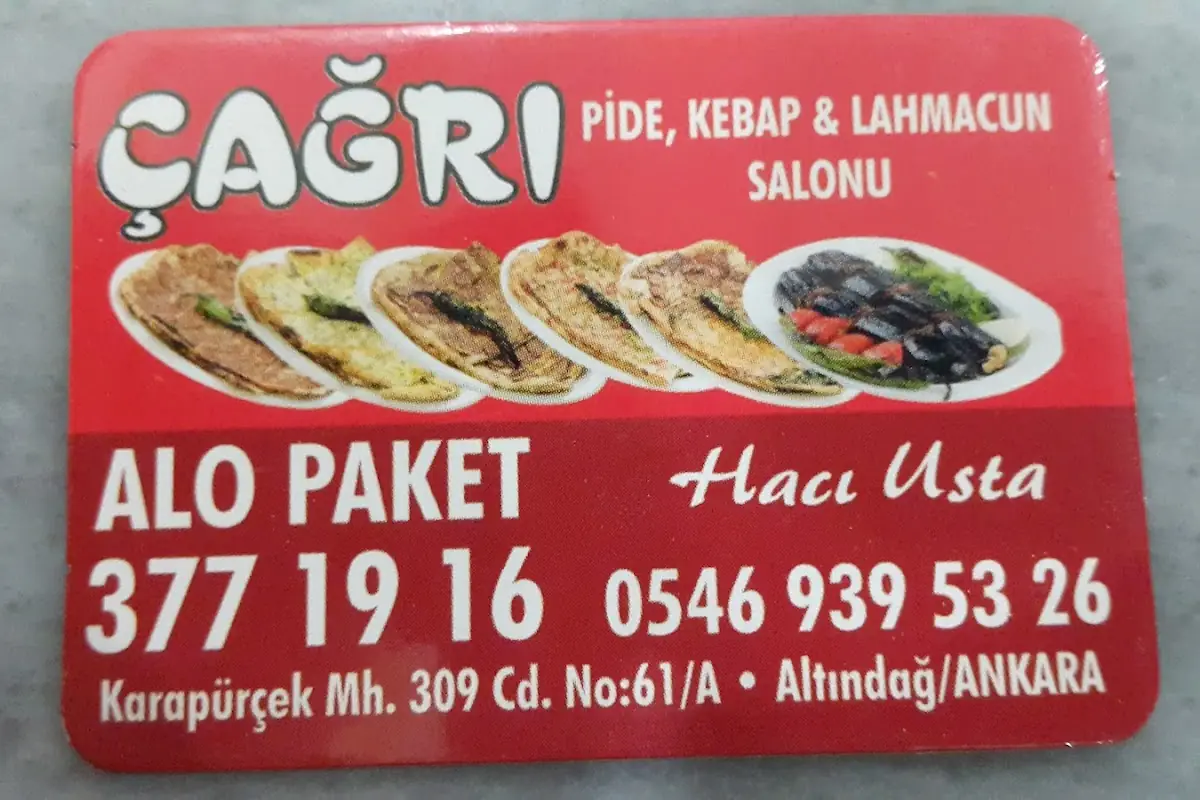 ÇAĞRI
PİDE, KEBAP & LAHMACUN
SALONU
ALO PAKET
377 19 16
Hacı Usta
0546 939 53 26
Karapürçek Mh. 309 Cd. No:61/A • Altındağ/ANKARA